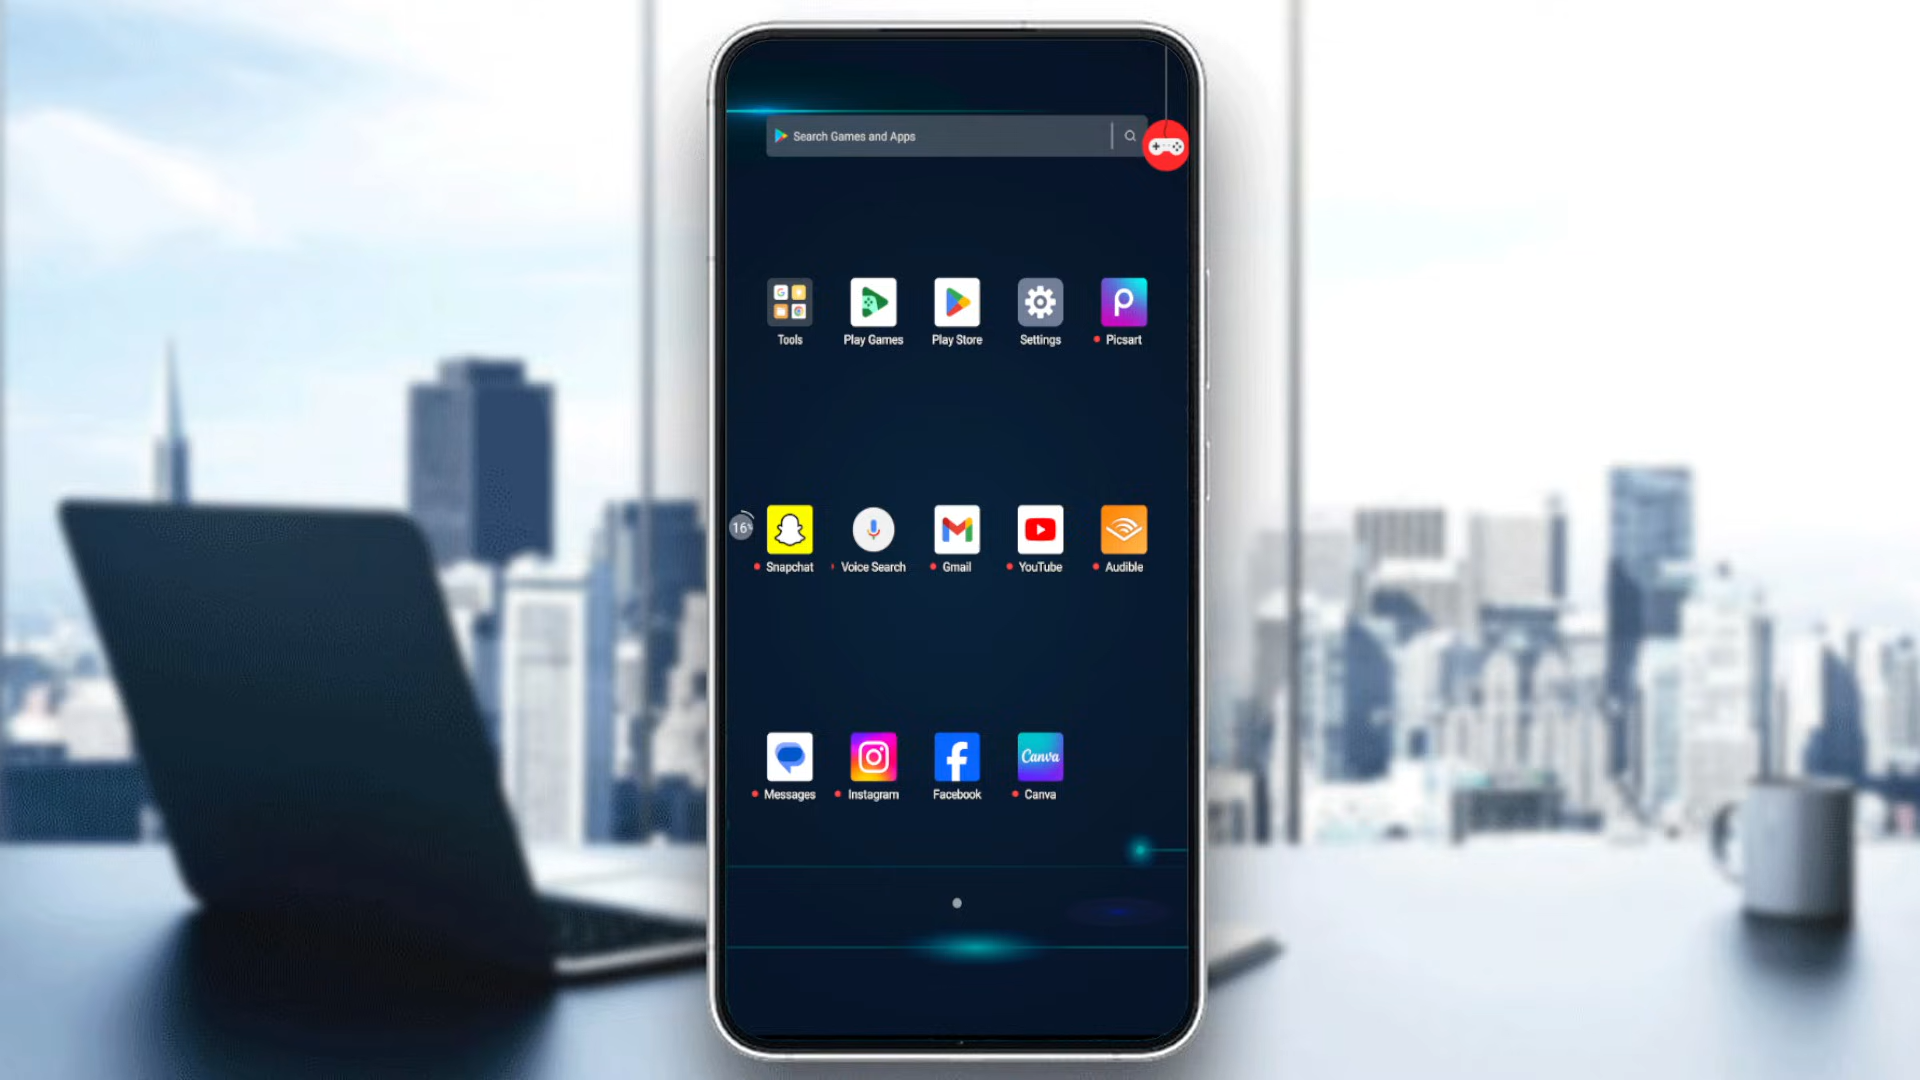 Search Games and Apps
Tools
Play Games
Play Store
Settings
Picsart
16%
Snapchat
Voice Search
Gmail
YouTube
Audible
Messages
Instagram
Facebook
Canva
Canva